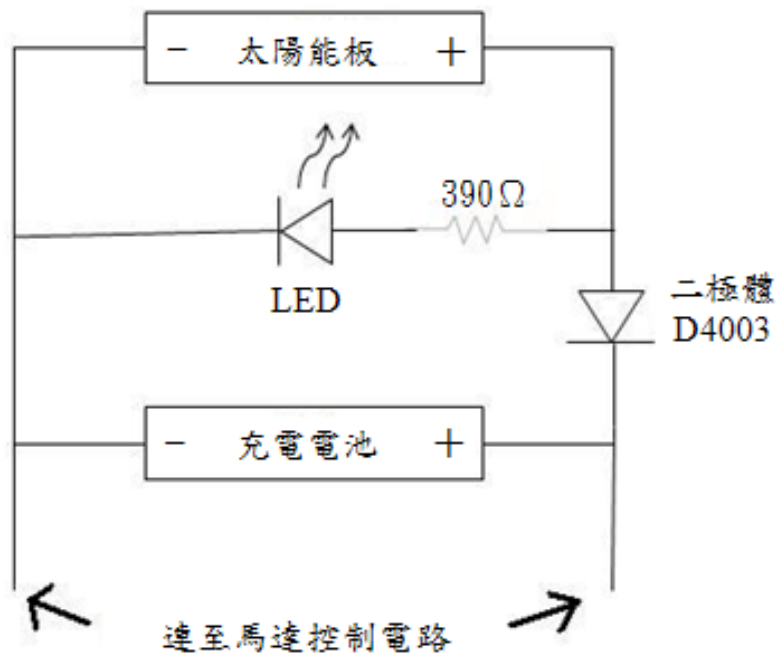 － 太陽能板 ＋
390Ω
LED
二極體
D4003
－ 充電電池 ＋
連至馬達控制電路